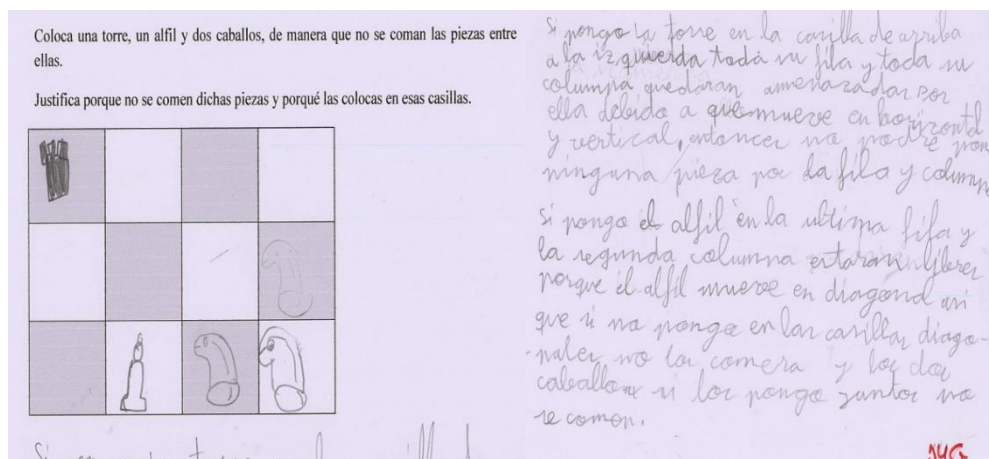 Coloca una torre, un alfil y dos caballos, de manera que no se coman las piezas entre
ellas.
Justifica porque no se comen dichas piezas y porqué las colocas en esas casillas.
Si pongo la torre en la casilla de arriba
a la izquierda toda su fila y toda su
columna quedaran amenazadas por
ella debido a que mueve en horizontal
y vertical, entonces no podré
ninguna pieza por la fila y columna
si pongo el alfil en la ultima fila y
la segunda columna estaran libres
porque el alfil mueve en diagonal asi
que si no pongo en las casillas diago-
nales no los comera y los dos
caballos si los pongo juntos no
se comen.